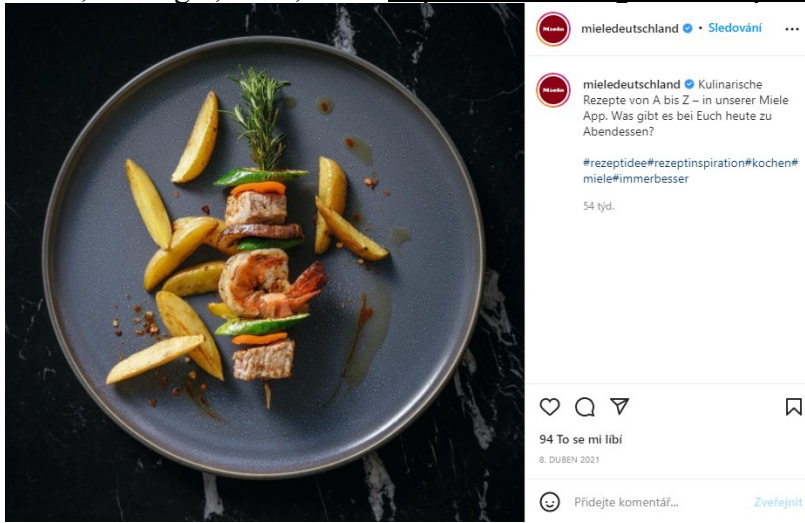 mieledeutschland • Sledování
mieledeutschland Kulinarische
Rezepte von A bis Z – in unserer Miele
App. Was gibt es bei Euch heute zu
Abendessen?
#rezeptidee#rezeptinspiration#kochen#
miele#immerbesser
54 týd.
94 To se mi líbí
8. DUBEN 2021
Přidejte komentář...
Zveřejnit